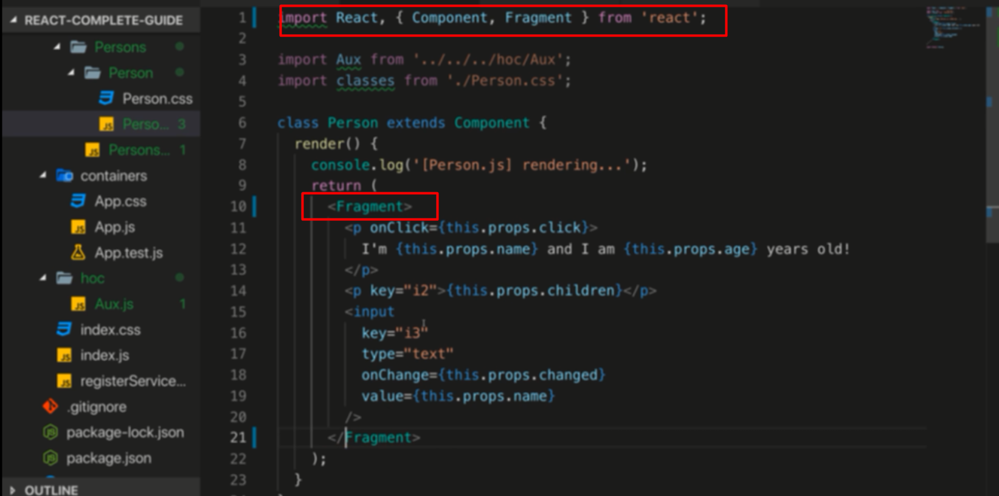 REACT-COMPLETE-GUIDE
Persons
Person
Person.css
Perso... 3
Persons... 1
containers
App.css
App.js
App.test.js
hoc
Aux.js 1
index.css
index.js
registerService...
.gitignore
package-lock.json
package.json
OUTLINE
1 import React, { Component, Fragment } from 'react';
2
3 import Aux from '../../../hoc/Aux';
4 import classes from './Person.css';
5
6 class Person extends Component {
7 render() {
8 console.log('[Person.js] rendering...');
9 return (
10 <Fragment>
11 <p onClick={this.props.click}>
12 I'm {this.props.name} and I am {this.props.age} years old!
13 </p>
14 <p key="i2">{this.props.children}</p>
15 <input
16 key="i3"
17 type="text"
18 onChange={this.props.changed}
19 value={this.props.name}
20 />
21 </Fragment>
22 );
23 }